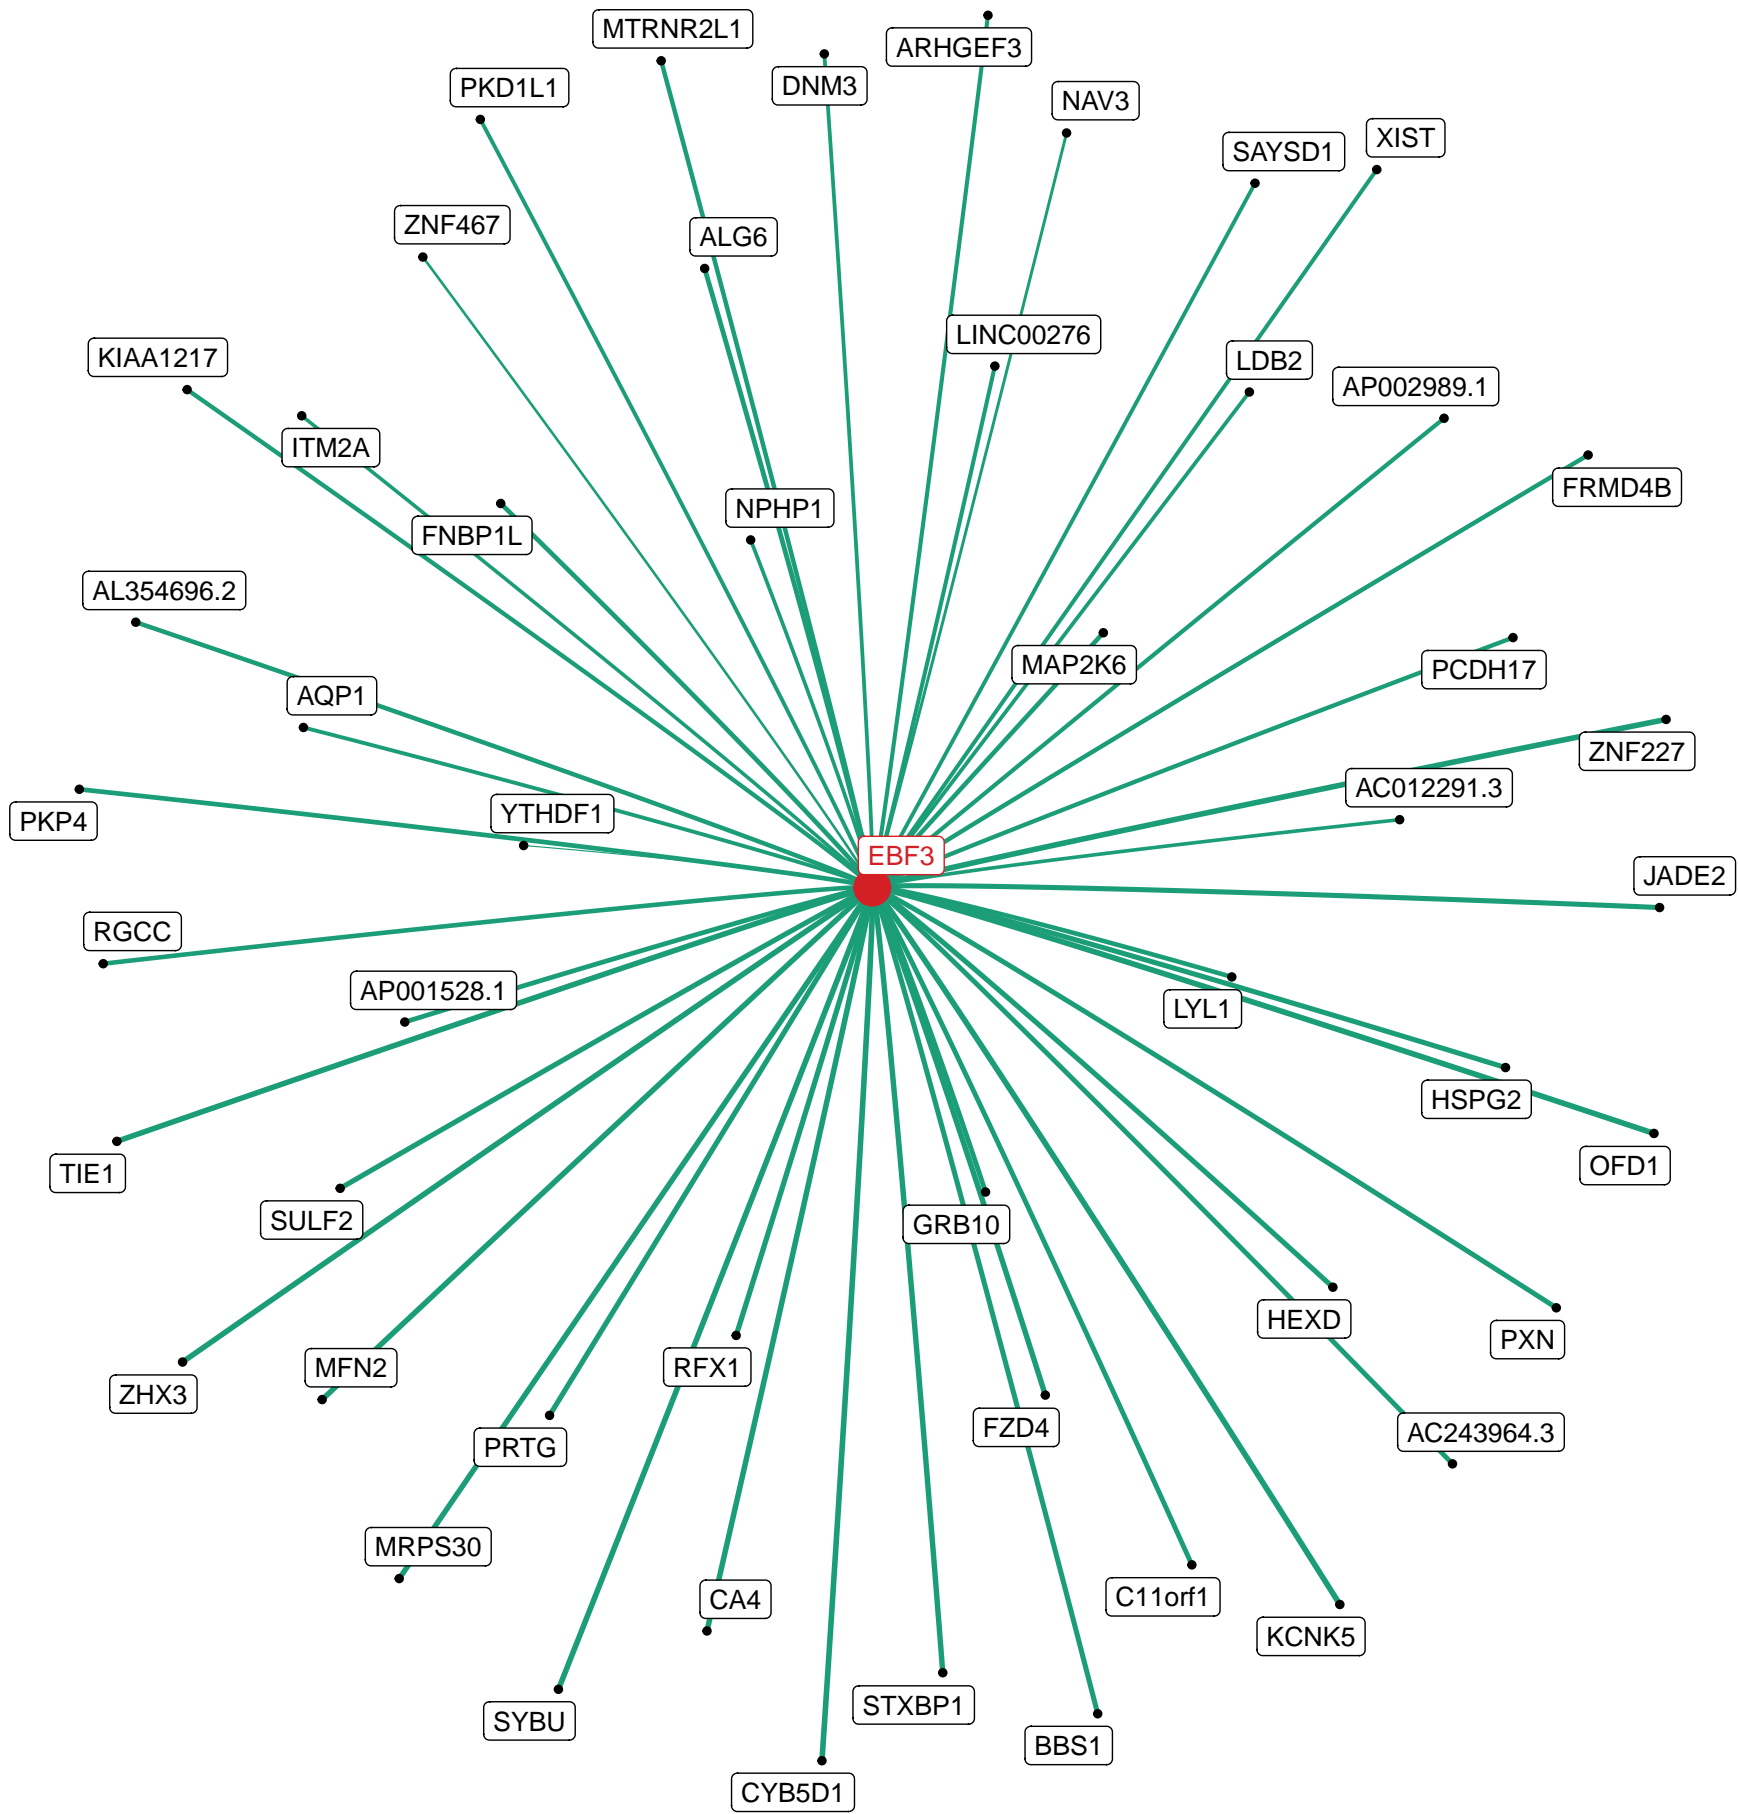 MTRNR2L1
ARHGEF3
PKD1L1
DNM3
NAV3
SAYSD1
XIST
ZNF467
ALG6
LINC00276
KIAA1217
LDB2
AP002989.1
ITM2A
FRMD4B
NPHP1
FNBP1L
AL354696.2
MAP2K6
PCDH17
AQP1
ZNF227
AC012291.3
YTHDF1
PKP4
EBF3
JADE2
RGCC
AP001528.1
LYL1
HSPG2
OFD1
TIE1
SULF2
GRB10
HEXD
PXN
MFN2
RFX1
ZHX3
FZD4
AC243964.3
PRTG
MRPS30
C11orf1
CA4
KCNK5
STXBP1
SYBU
BBS1
CYB5D1